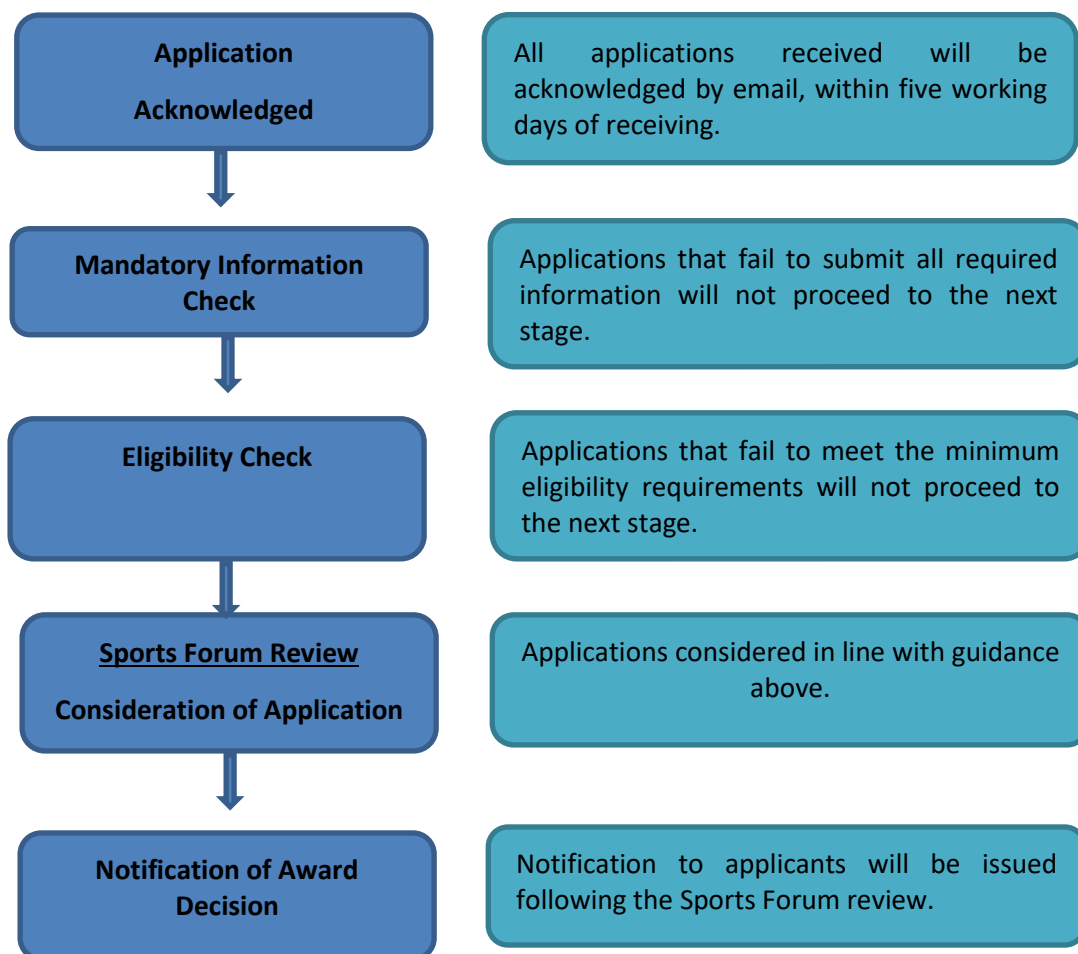 Application
Acknowledged
All applications received will be
acknowledged by email, within five working
days of receiving.
Mandatory Information
Check
Applications that fail to submit all required
information will not proceed to the next
stage.
Eligibility Check
Applications that fail to meet the minimum
eligibility requirements will not proceed to
the next stage.
Sports Forum Review
Consideration of Application
Applications considered in line with guidance
above.
Notification of Award
Decision
Notification to applicants will be issued
following the Sports Forum review.